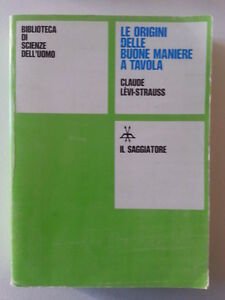 BIBLIOTECA
DI
SCIENZE
DELL'UOMO
LE ORIGINI
DELLE
BUONE MANIERE
A TAVOLA
CLAUDE
LÉVI-STRAUSS
IL SAGGIATORE